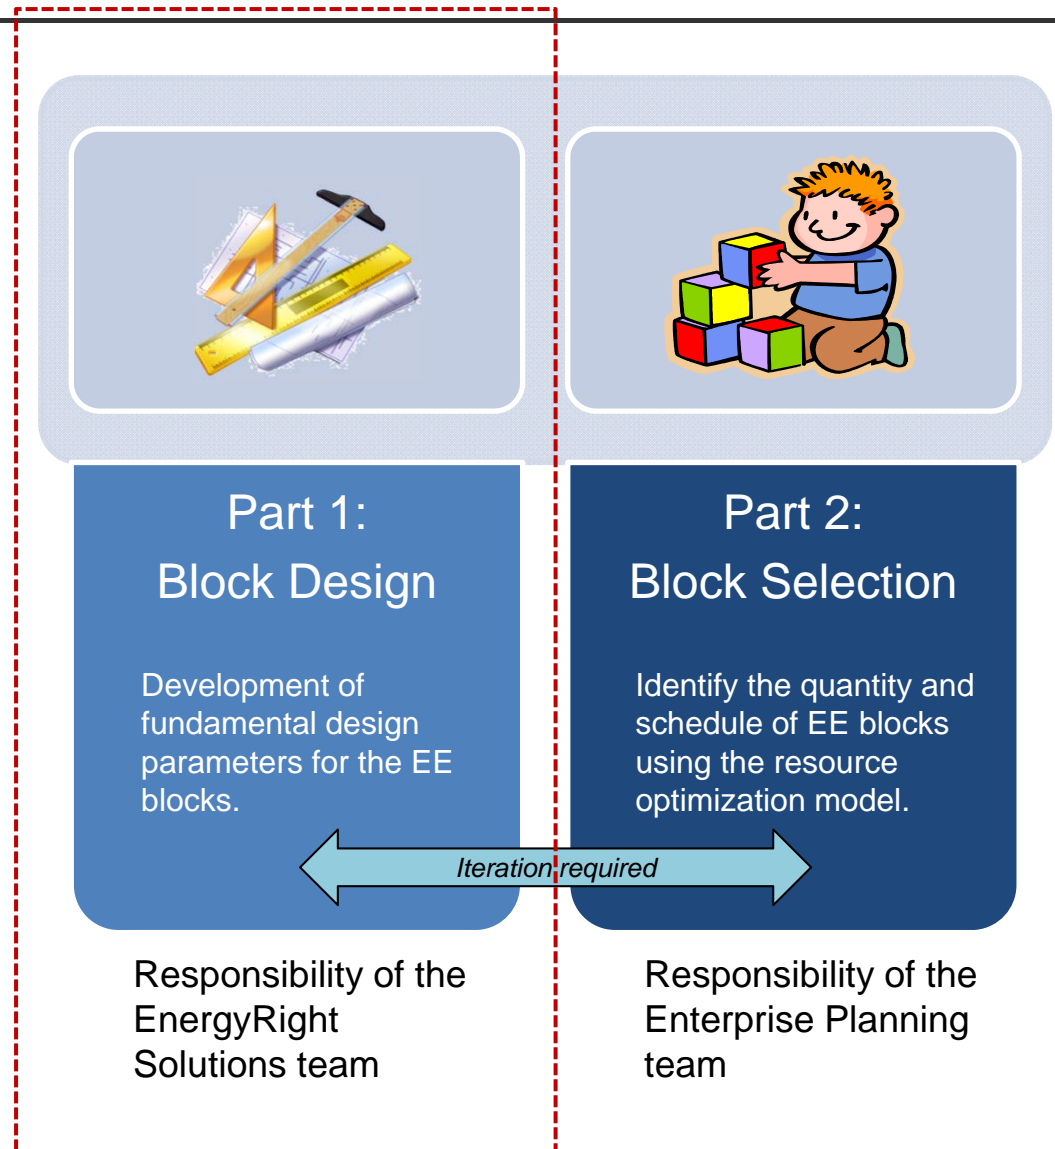 Part 1:
Block Design
Development of
fundamental design
parameters for the EE
blocks.
Part 2:
Block Selection
Identify the quantity and
schedule of EE blocks
using the resource
optimization model.
Iteration required
Responsibility of the
EnergyRight
Solutions team
Responsibility of the
Enterprise Planning
team